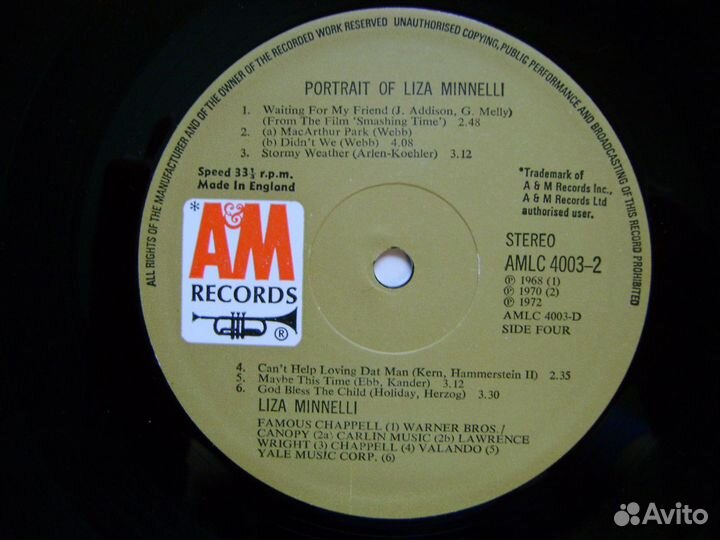 ALL RIGHTS OF THE MANUFACTURER AND OF THE OWNER OF THE RECORDED WORK RESERVED UNAUTHORISED COPYING, PUBLIC PERFORMANCE AND BROADCASTING OF THIS RECORD PROHIBITED
PORTRAIT OF LIZA MINNELLI
1. Waiting For My Friend (J. Addison, G. Melly)
(From The Film 'Smashing Time') 2.48
2. (a) MacArthur Park (Webb)
(b) Didn't We (Webb) 4.08
3. Stormy Weather (Arlen-Koehler) 3.12
Speed 33⅓ r.p.m.
Made In England
*
A&M
RECORDS
®
*Trademark of
A & M Records Inc.,
A & M Records Ltd
authorised user.
STEREO
AMLC 4003-2
℗ 1968 (1)
℗ 1970 (2)
℗ 1972
AMLC 4003-D
SIDE FOUR
4. Can't Help Loving Dat Man (Kern, Hammerstein II) 2.35
5. Maybe This Time (Ebb, Kander) 3.12
6. God Bless The Child (Holiday, Herzog) 3.30
LIZA MINNELLI
FAMOUS CHAPPELL (1) WARNER BROS./
CANOPY (2a) CARLIN MUSIC (2b) LAWRENCE
WRIGHT (3) CHAPPELL (4) VALANDO (5)
YALE MUSIC CORP. (6)
Avito